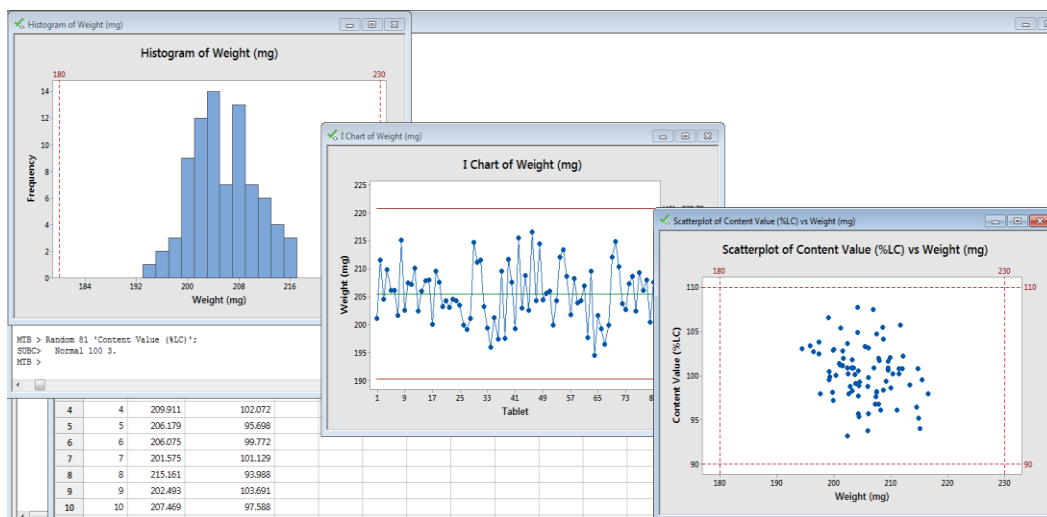 Histogram of Weight (mg)
Histogram of Weight (mg)
180 230
14
12
10
8
6
4
2
0
Frequency
184 192 200 208 216
Weight (mg)
I Chart of Weight (mg)
I Chart of Weight (mg)
225
220
215
210
205
200
195
190
Weight (mg)
1 9 17 25 33 41 49 57 65 73
Tablet
Scatterplot of Content Value (%LC) vs Weight (mg)
Scatterplot of Content Value (%LC) vs Weight (mg)
180 230
110 110
105
100
95
90 90
Content Value (%LC)
180 190 200 210 220 230
Weight (mg)
MTB > Random 81 'Content Value (%LC)';
SUBC> Normal 100 3.
MTB >
4 4 209.911 102.072
5 5 206.179 95.698
6 6 206.075 99.772
7 7 201.575 101.129
8 8 215.161 93.988
9 9 202.493 103.691
10 10 207.469 97.588